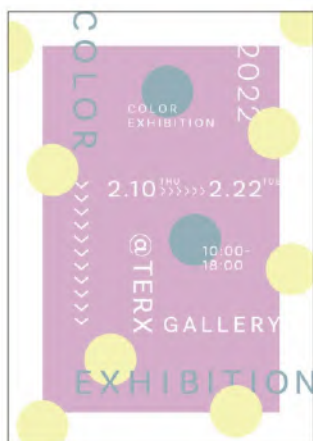 COLOR
2022
COLOR
EXHIBITION
2.10 THU >>>>>> 2.22 TUE
10:00-
18:00
@TERX
GALLERY
EXHIBITION